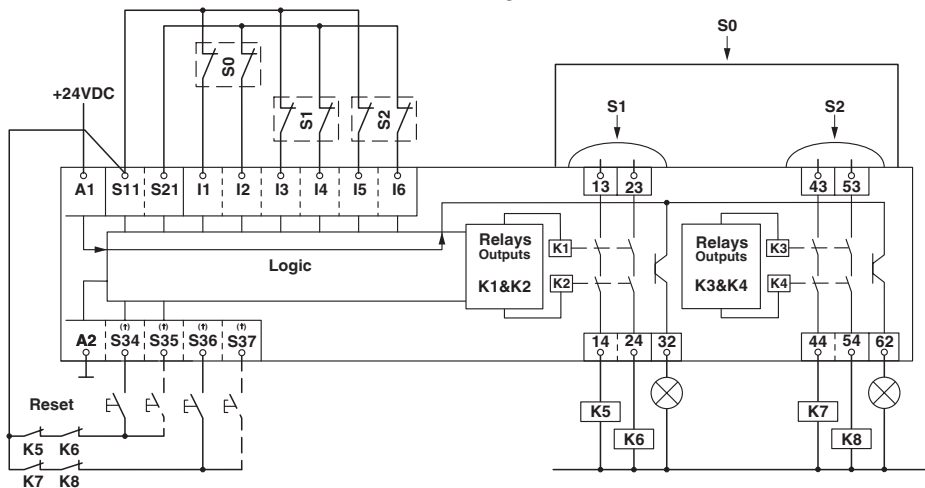 S0
S0
S1
S2
S1
S2
+24VDC
A1
S11
S21
I1
I2
I3
I4
I5
I6
13
23
43
53
Logic
Relays
Outputs
K1&K2
K1
K2
Relays
Outputs
K3&K4
K3
K4
A2
S34
S35
S36
S37
14
24
32
44
54
62
Reset
K5
K6
K7
K8
K5
K6
K7
K8